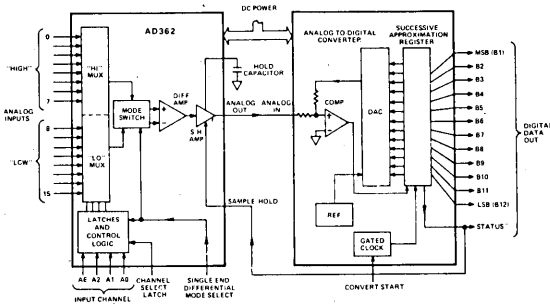 DC POWER
AD362
"HI"
MUX
HOLD
CAPACITOR
DIFF
AMP
MODE
SWITCH
S H
AMP
ANALOG
OUT
0
"HIGH"
7
ANALOG
INPUTS
8
"LOW"
15
"LO"
MUX
LATCHES
AND
CONTROL
LOGIC
AE A2 A1 A0
INPUT CHANNEL
CHANNEL
SELECT
LATCH
SINGLE END
DIFFERENTIAL
MODE SELECT
SAMPLE HOLD
ANALOG TO DIGITAL
CONVERTER
SUCCESSIVE
APPROXIMATION
REGISTER
ANALOG
IN
COMP
DAC
REF
GATED
CLOCK
CONVERT START
MSB (B1)
B2
B3
B4
B5
B6
B7
B8
B9
B10
B11
LSB (B12)
STATUS
DIGITAL
DATA
OUT